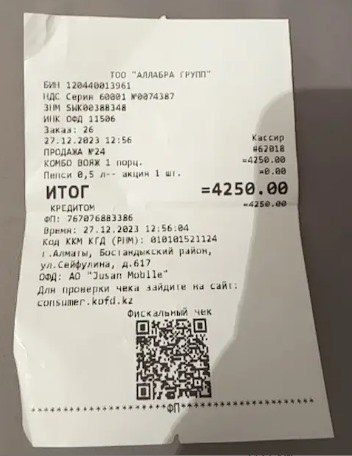 ТОО "АЛЛАБРА ГРУПП"
БИН 120440013961
НДС Серия 60001 №0074387
ЗНМ SWK00388348
ИНК ОФД 11506
Заказ: 26
27.12.2023 12:56 Кассир
ПРОДАЖА №24 #62018
КОМБО ВОЯЖ 1 порц. =4250.00
Пепси 0,5 л-- акция 1 шт. =0.00
ИТОГ =4250.00
КРЕДИТОМ =4250.00
ФП: 767076883386
Время: 27.12.2023 12:56:04
Код ККМ КГД (РНМ): 010101521124
г.Алматы, Бостандыкский район,
ул.Сейфулина, д.617
ОФД: АО "Jusan Mobile"
Для проверки чека зайдите на сайт:
consumer.kofd.kz
Фискальный чек
ФП